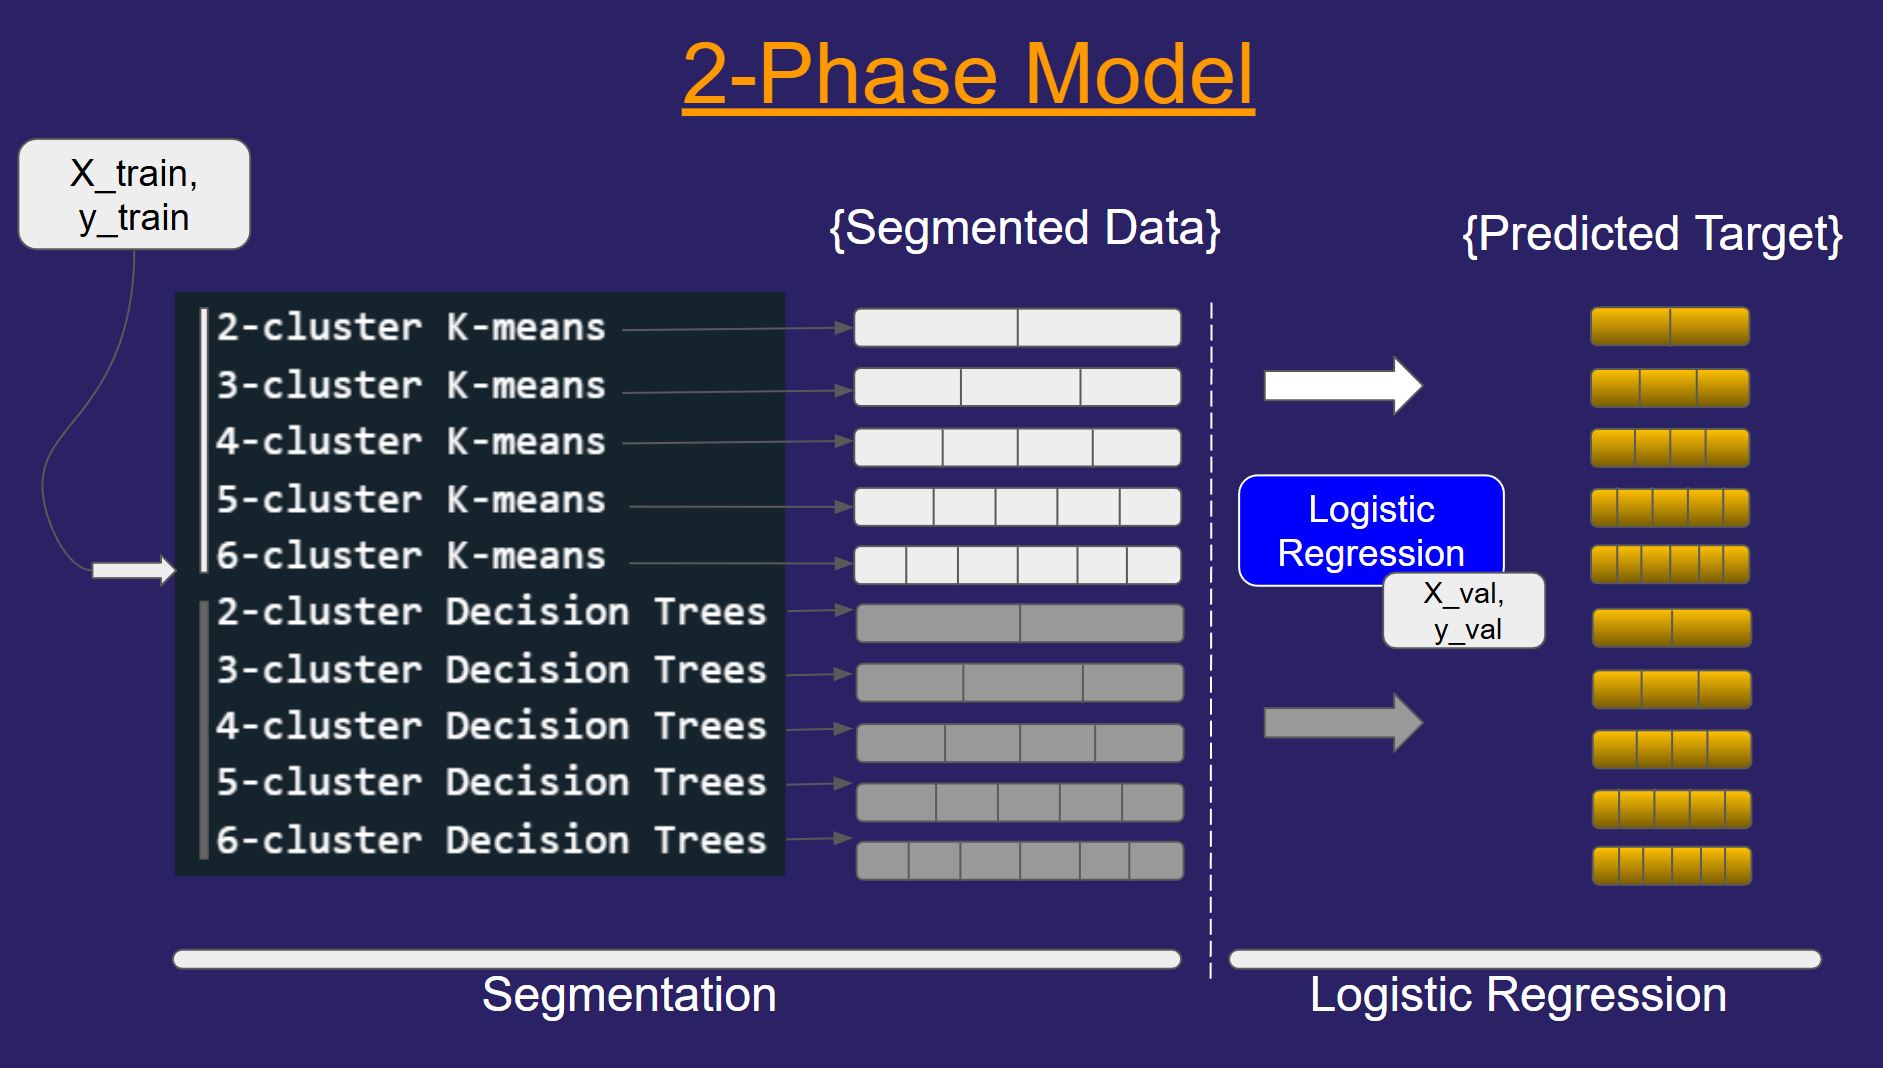 2-Phase Model
X_train,
y_train
{Segmented Data}
{Predicted Target}
2-cluster K-means
3-cluster K-means
4-cluster K-means
5-cluster K-means
6-cluster K-means
2-cluster Decision Trees
3-cluster Decision Trees
4-cluster Decision Trees
5-cluster Decision Trees
6-cluster Decision Trees
Logistic
Regression
X_val,
y_val
Segmentation
Logistic Regression